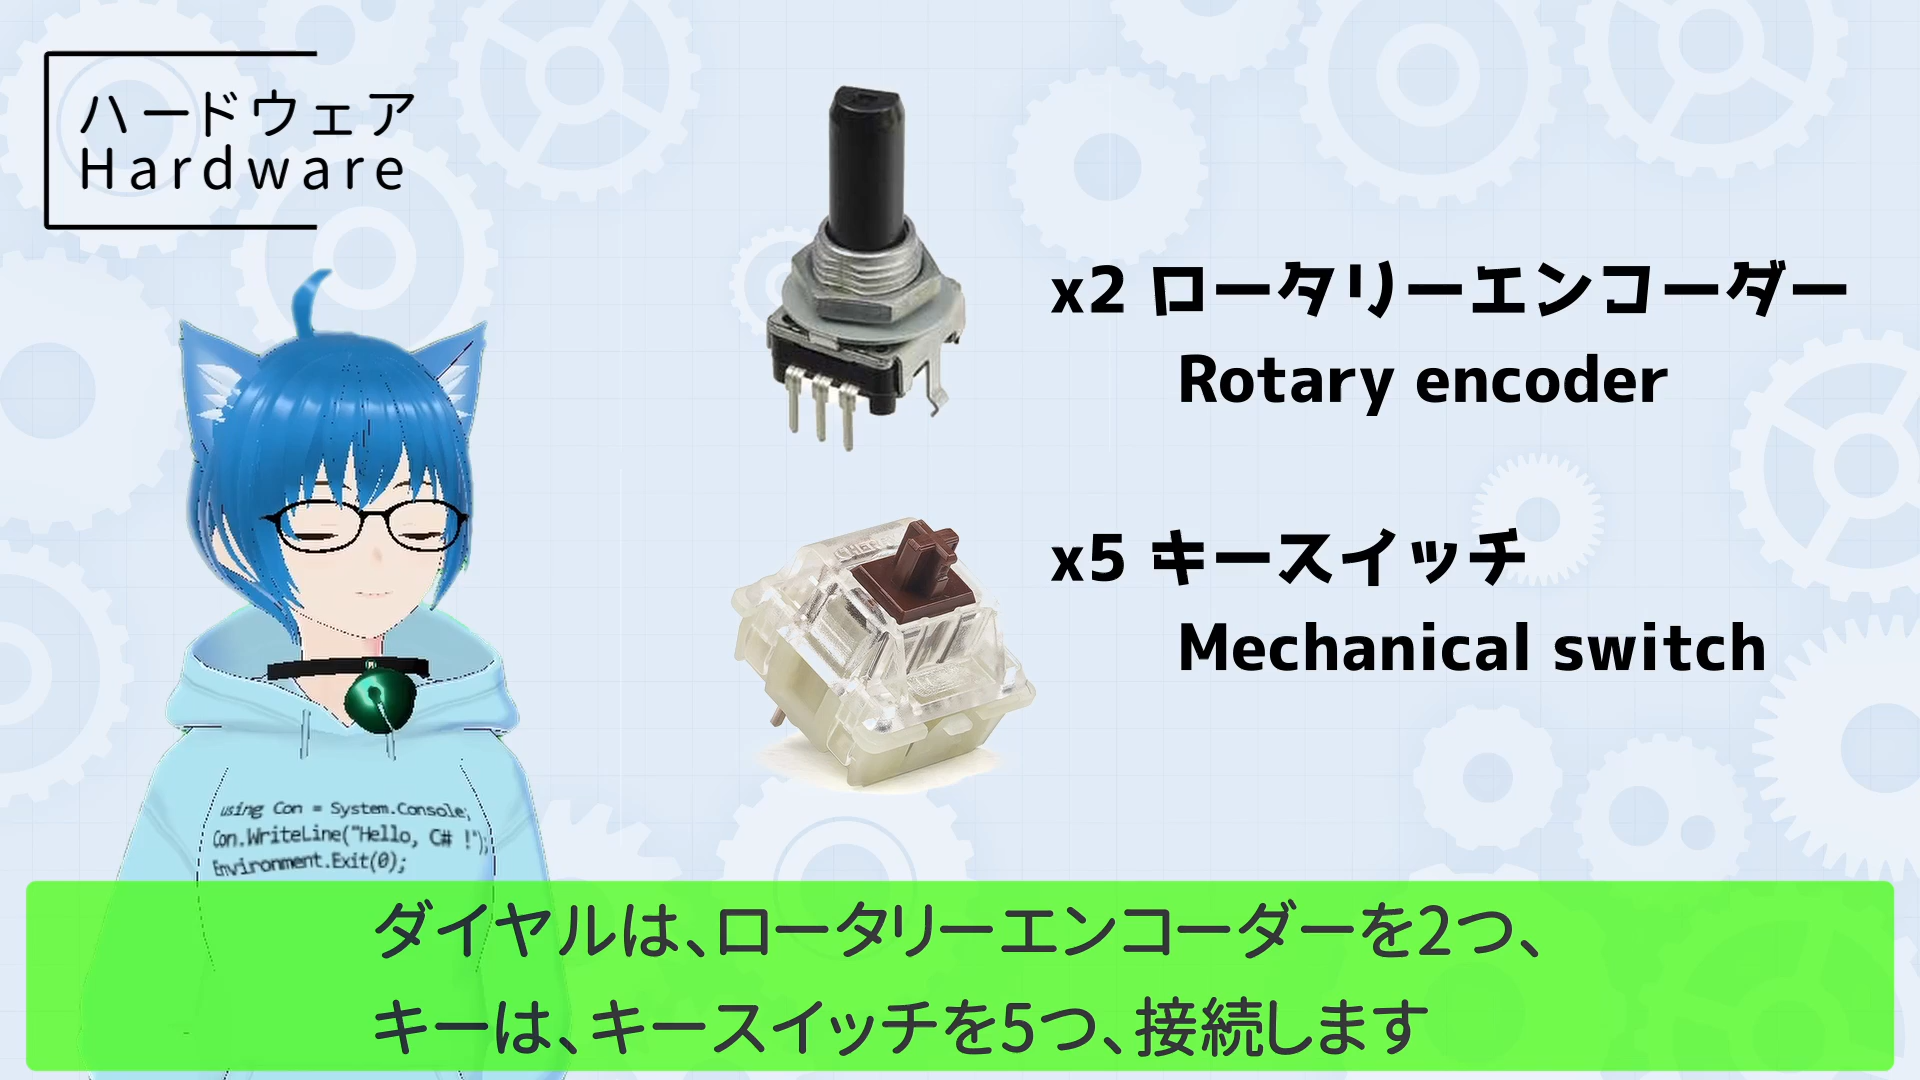 ハードウェア
Hardware
x2 ロータリーエンコーダー
Rotary encoder
x5 キースイッチ
Mechanical switch
using Con = System.Console;
Con.WriteLine("Hello, C# !");
Environment.Exit(0);
ダイヤルは、ロータリーエンコーダーを2つ、
キーは、キースイッチを5つ、接続します